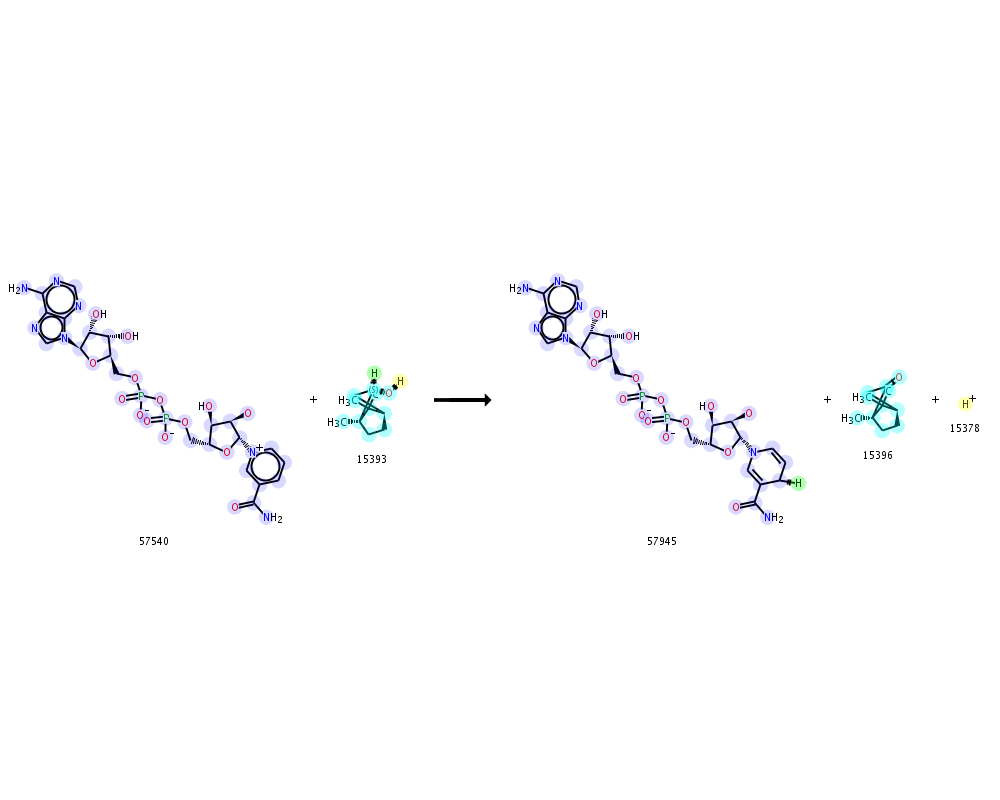 H₂N N N N N OH OH O O P O O⁻ O P O O⁻ O HO O O N⁺ O NH₂
57540
+
H H (S) O H₃C H₃C
15393
H₂N N N N N OH OH O O P O O⁻ O P O O⁻ O HO O O N H O NH₂
57945
+
O C H₃C H₃C
15396
+
H⁺
15378